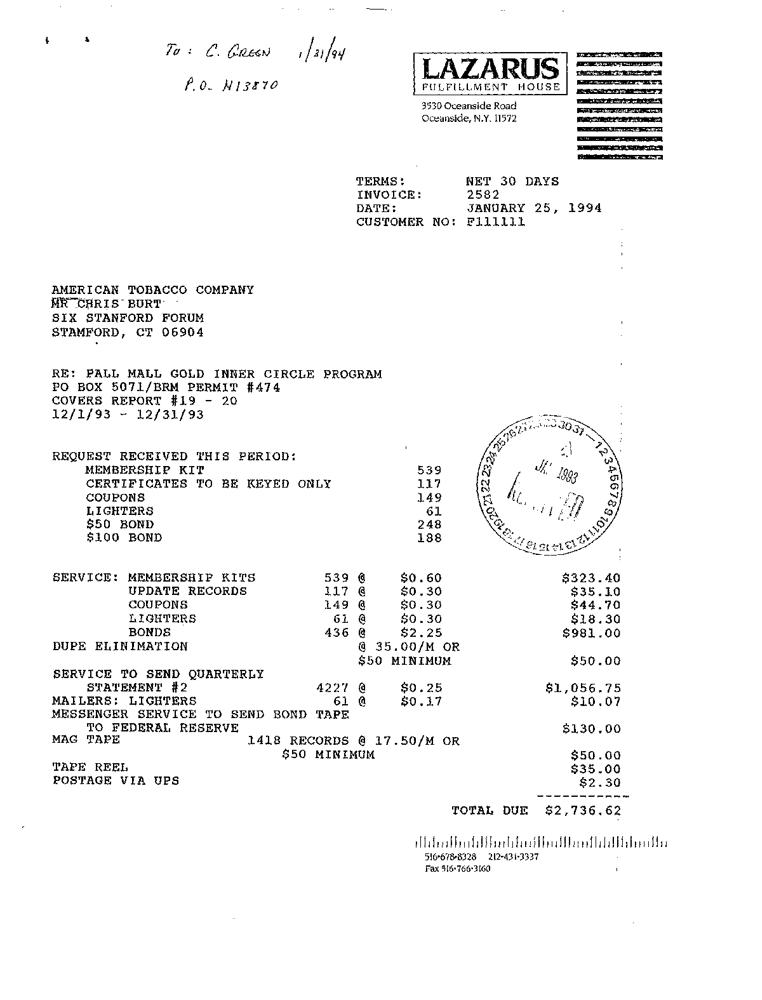 To: C. GREEN 1/31/94
P.O. N13870
LAZARUS
FULFILLMENT HOUSE
3530 Oceanside Road
Oceanside, N.Y. 11572
TERMS: NET 30 DAYS
INVOICE: 2582
DATE: JANUARY 25, 1994
CUSTOMER NO: F111111
AMERICAN TOBACCO COMPANY
MR CHRIS BURT
SIX STANFORD FORUM
STAMFORD, CT 06904
RE: PALL MALL GOLD INNER CIRCLE PROGRAM
PO BOX 5071/BRM PERMIT #474
COVERS REPORT #19 - 20
12/1/93 - 12/31/93
REQUEST RECEIVED THIS PERIOD:
MEMBERSHIP KIT 539
CERTIFICATES TO BE KEYED ONLY 117
COUPONS 149
LIGHTERS 61
$50 BOND 248
$100 BOND 188
SERVICE: MEMBERSHIP KITS 539 @ $0.60 $323.40
UPDATE RECORDS 117 @ $0.30 $35.10
COUPONS 149 @ $0.30 $44.70
LIGHTERS 61 @ $0.30 $18.30
BONDS 436 @ $2.25 $981.00
DUPE ELINIMATION @ 35.00/M OR
$50 MINIMUM $50.00
SERVICE TO SEND QUARTERLY
STATEMENT #2 4227 @ $0.25 $1,056.75
MAILERS: LIGHTERS 61 @ $0.17 $10.07
MESSENGER SERVICE TO SEND BOND TAPE
TO FEDERAL RESERVE $130.00
MAG TAPE 1418 RECORDS @ 17.50/M OR
$50 MINIMUM $50.00
TAPE REEL $35.00
POSTAGE VIA UPS $2.30
TOTAL DUE $2,736.62
516-678-8328 212-431-3337
Fax 516-766-3160